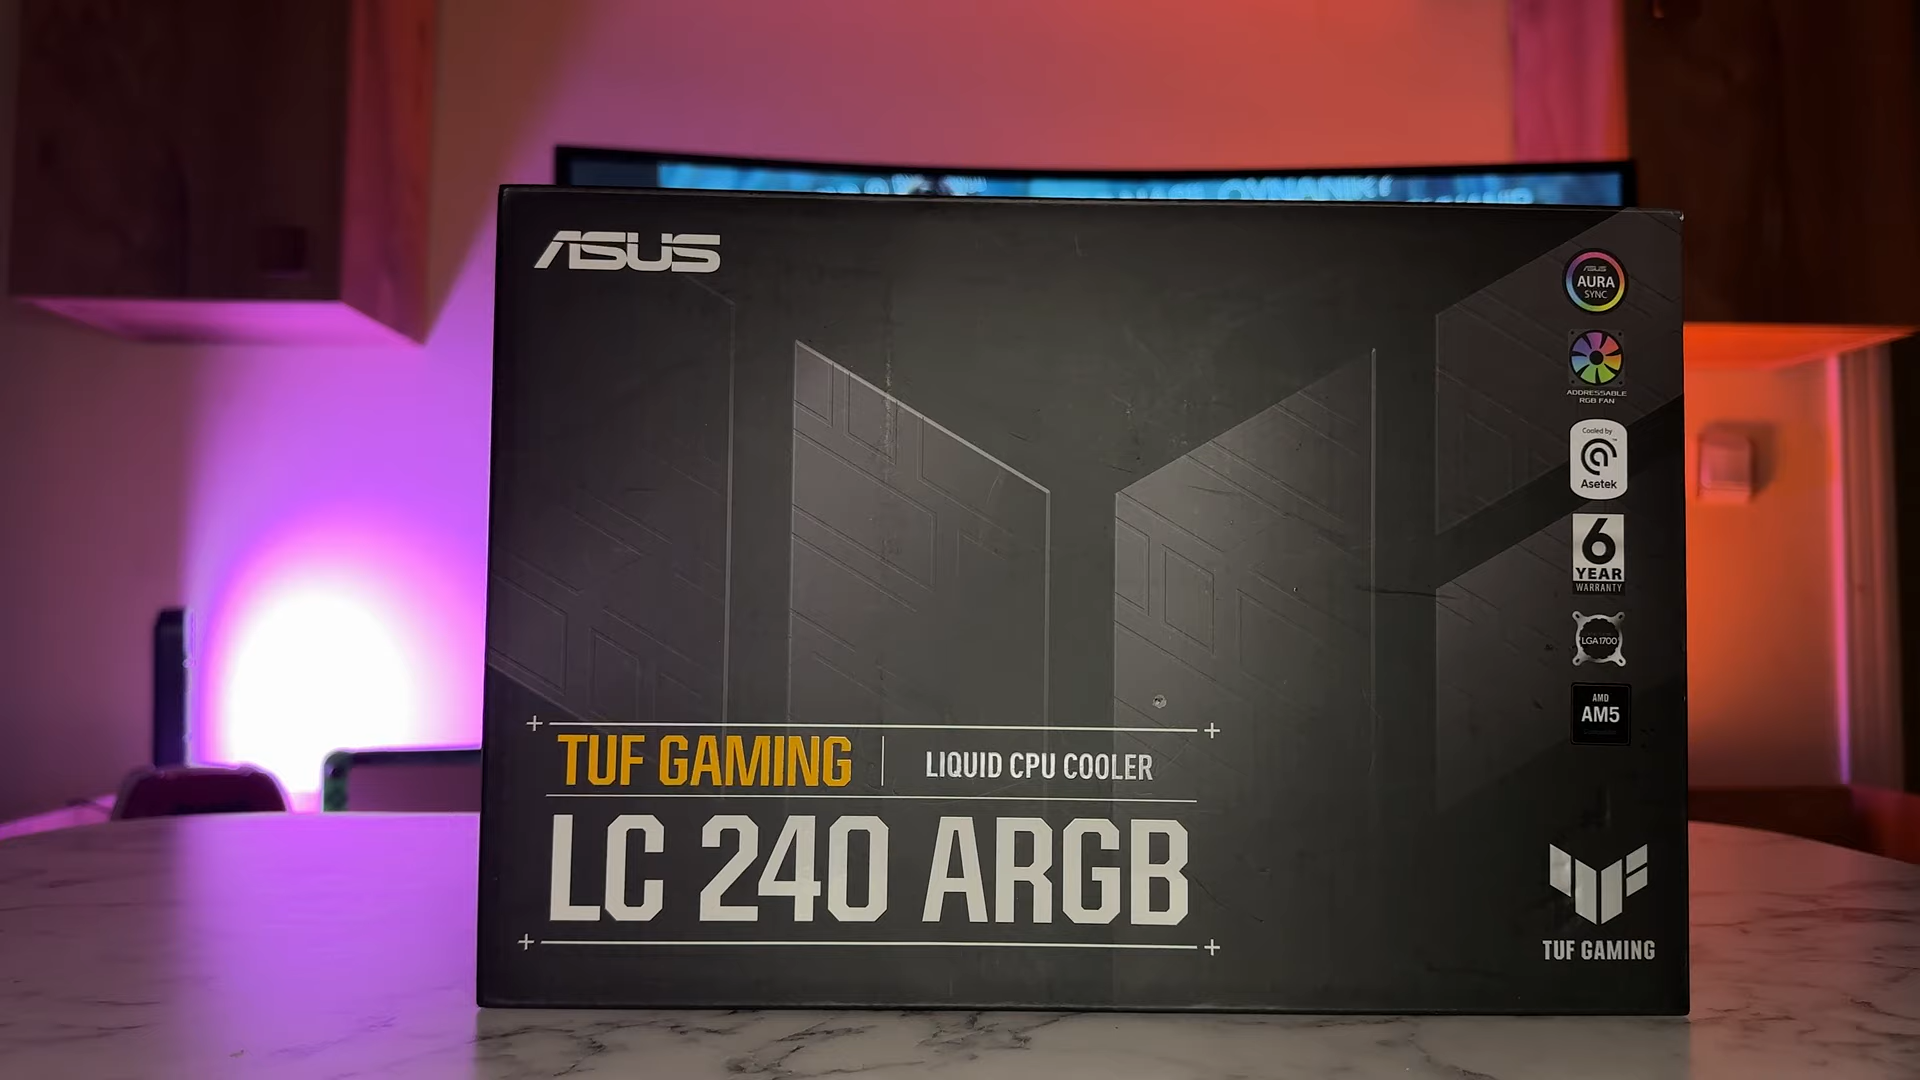 ASUS
ASUS
AURA
SYNC
ADDRESSABLE
RGB FAN
Cooled by
Asetek
6
YEAR
WARRANTY
LGA1700
AMD
AM5
TUF GAMING
LIQUID CPU COOLER
LC 240 ARGB
TUF GAMING